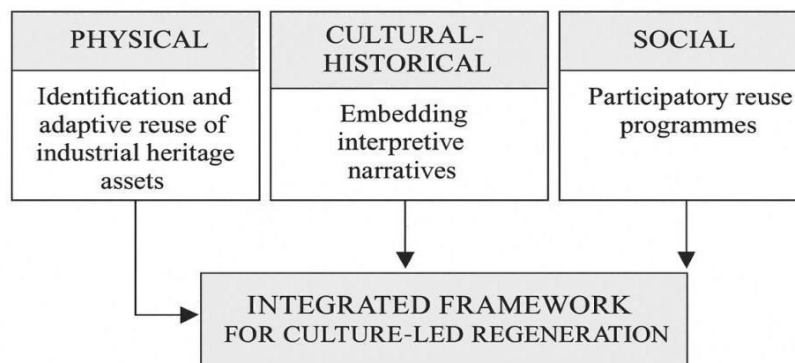 PHYSICAL
Identification and
adaptive reuse of
industrial heritage
assets
CULTURAL-
HISTORICAL
Embedding
interpretive
narratives
SOCIAL
Participatory reuse
programmes
INTEGRATED FRAMEWORK
FOR CULTURE-LED REGENERATION